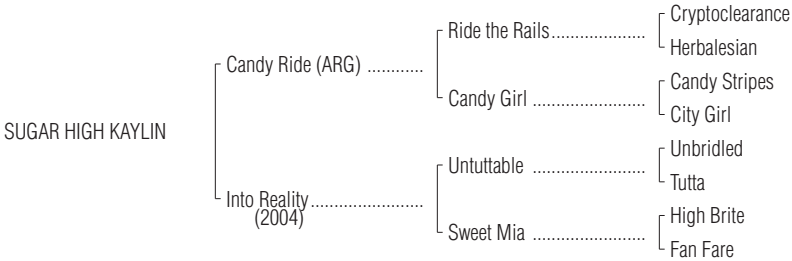 Cryptoclearance
Ride the Rails.....................
Herbalesian
Candy Ride (ARG) ............
Candy Stripes
Candy Girl .........................
City Girl
SUGAR HIGH KAYLIN
Unbridled
Untuttable .........................
Tutta
Into Reality.........................
(2004)
High Brite
Sweet Mia .........................
Fan Fare